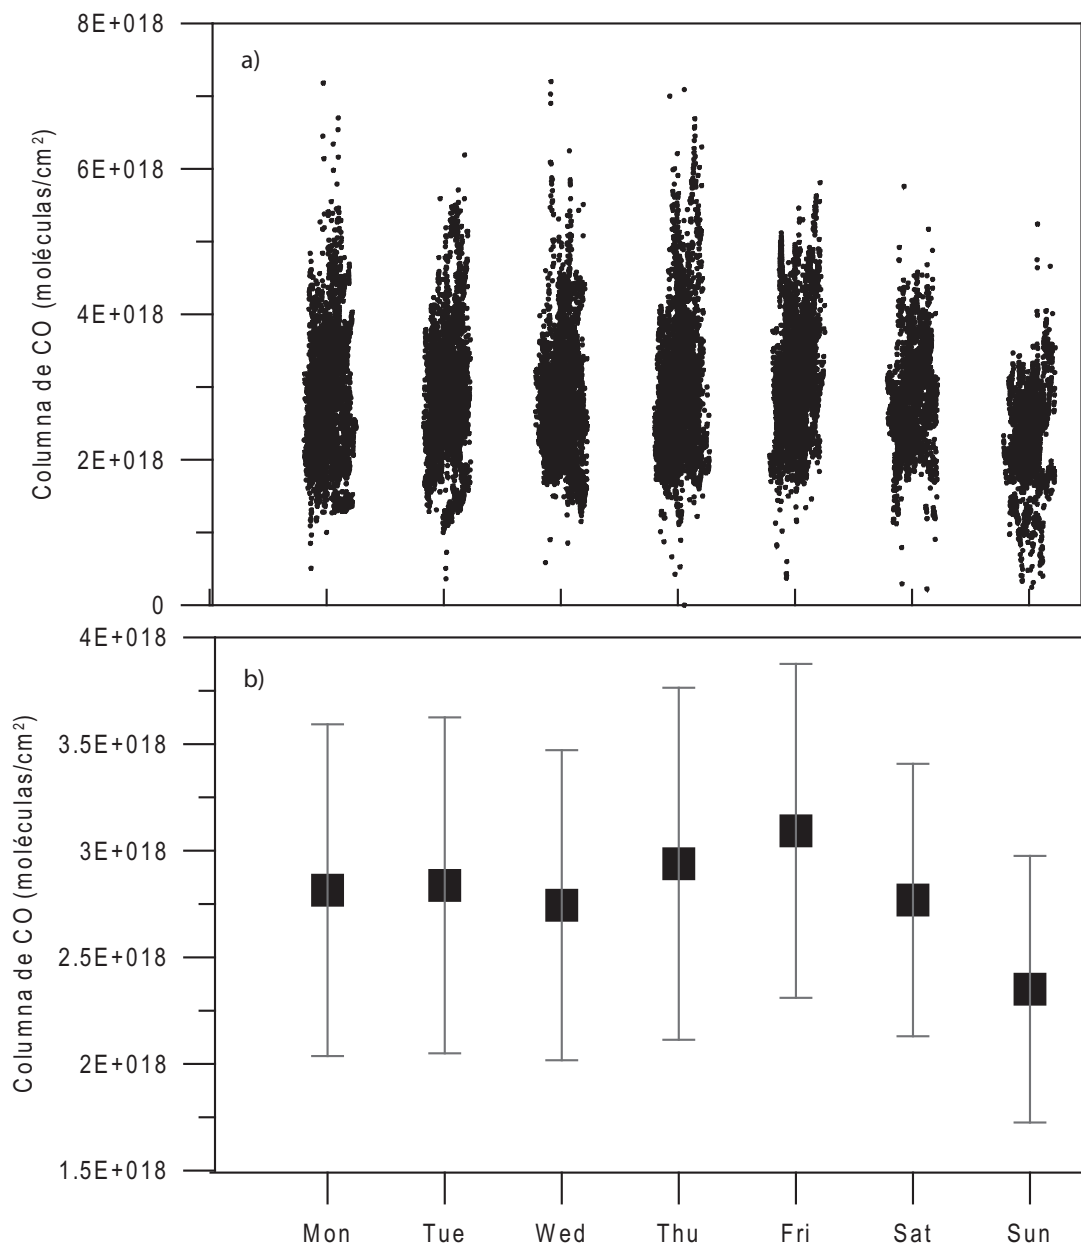 8E+018
a)
6E+018
4E+018
2E+018
0
Columna de CO (moléculas/cm²)
4E+018
b)
3.5E+018
3E+018
2.5E+018
2E+018
1.5E+018
Columna de CO (moléculas/cm²)
Mon Tue Wed Thu Fri Sat Sun